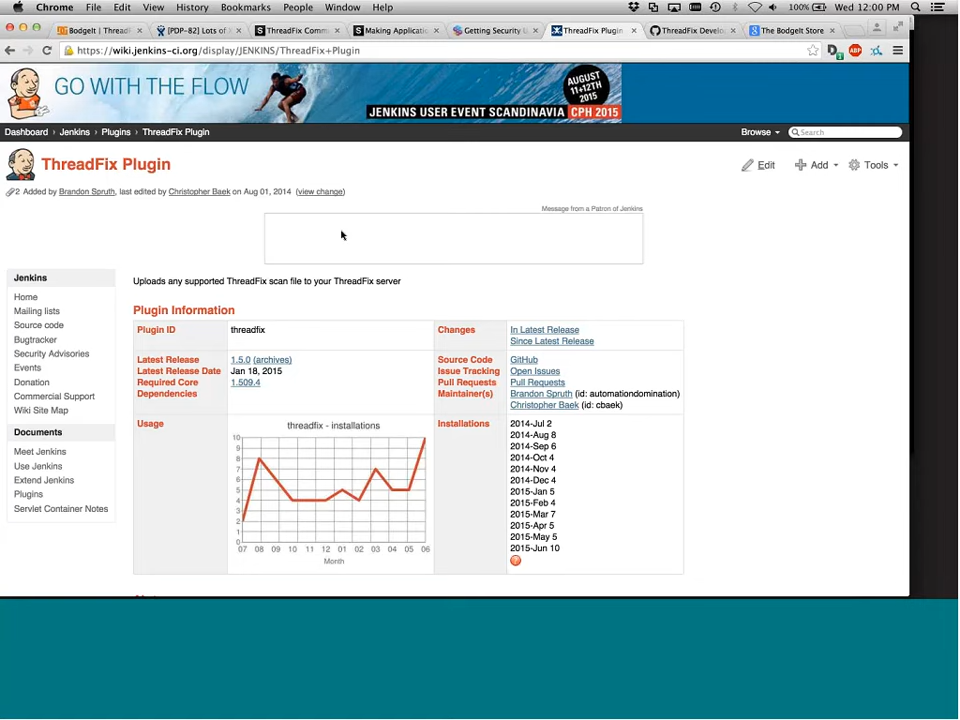 Chrome File Edit View History Bookmarks People Window Help 100% Wed 12:00 PM
BodgeIt | Thread [PDP-82] Lots of ThreadFix Comm Making Applicatio Getting Security ThreadFix Plugin ThreadFix Develo The BodgeIt Store
https://wiki.jenkins-ci.org/display/JENKINS/ThreadFix+Plugin
GO WITH THE FLOW
AUGUST
11+12TH
2015
JENKINS USER EVENT SCANDINAVIA CPH 2015
Dashboard › Jenkins › Plugins › ThreadFix Plugin Browse Search
ThreadFix Plugin Edit Add Tools
2 Added by Brandon Spruth, last edited by Christopher Baek on Aug 01, 2014 (view change)
Message from a Patron of Jenkins
Jenkins
Home
Mailing lists
Source code
Bugtracker
Security Advisories
Events
Donation
Commercial Support
Wiki Site Map
Documents
Meet Jenkins
Use Jenkins
Extend Jenkins
Plugins
Servlet Container Notes
Uploads any supported ThreadFix scan file to your ThreadFix server
Plugin Information
Plugin ID threadfix Changes In Latest Release
Since Latest Release
Latest Release 1.5.0 (archives) Source Code GitHub
Latest Release Date Jan 18, 2015 Issue Tracking Open Issues
Required Core 1.509.4 Pull Requests Pull Requests
Dependencies Maintainer(s) Brandon Spruth (id: automationdomination)
Christopher Baek (id: cbaek)
Usage
threadfix - installations
10
9
8
7
6
5
4
3
2
1
0
07 08 09 10 11 12 01 02 03 04 05 06
Month
Installations
2014-Jul 2
2014-Aug 8
2014-Sep 6
2014-Oct 4
2014-Nov 4
2014-Dec 4
2015-Jan 5
2015-Feb 4
2015-Mar 7
2015-Apr 5
2015-May 5
2015-Jun 10